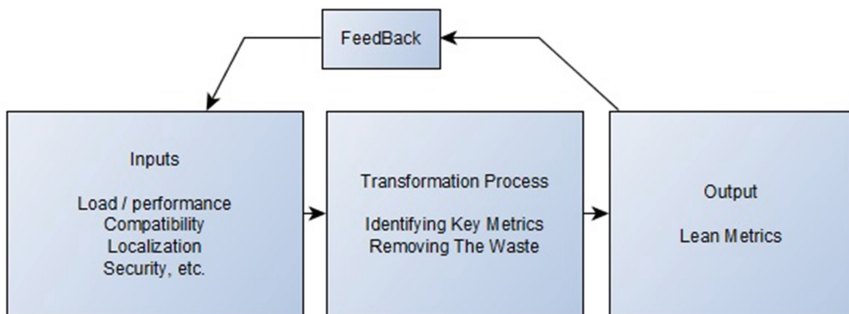 FeedBack
Inputs
Load / performance
Compatibility
Localization
Security, etc.
Transformation Process
Identifying Key Metrics
Removing The Waste
Output
Lean Metrics